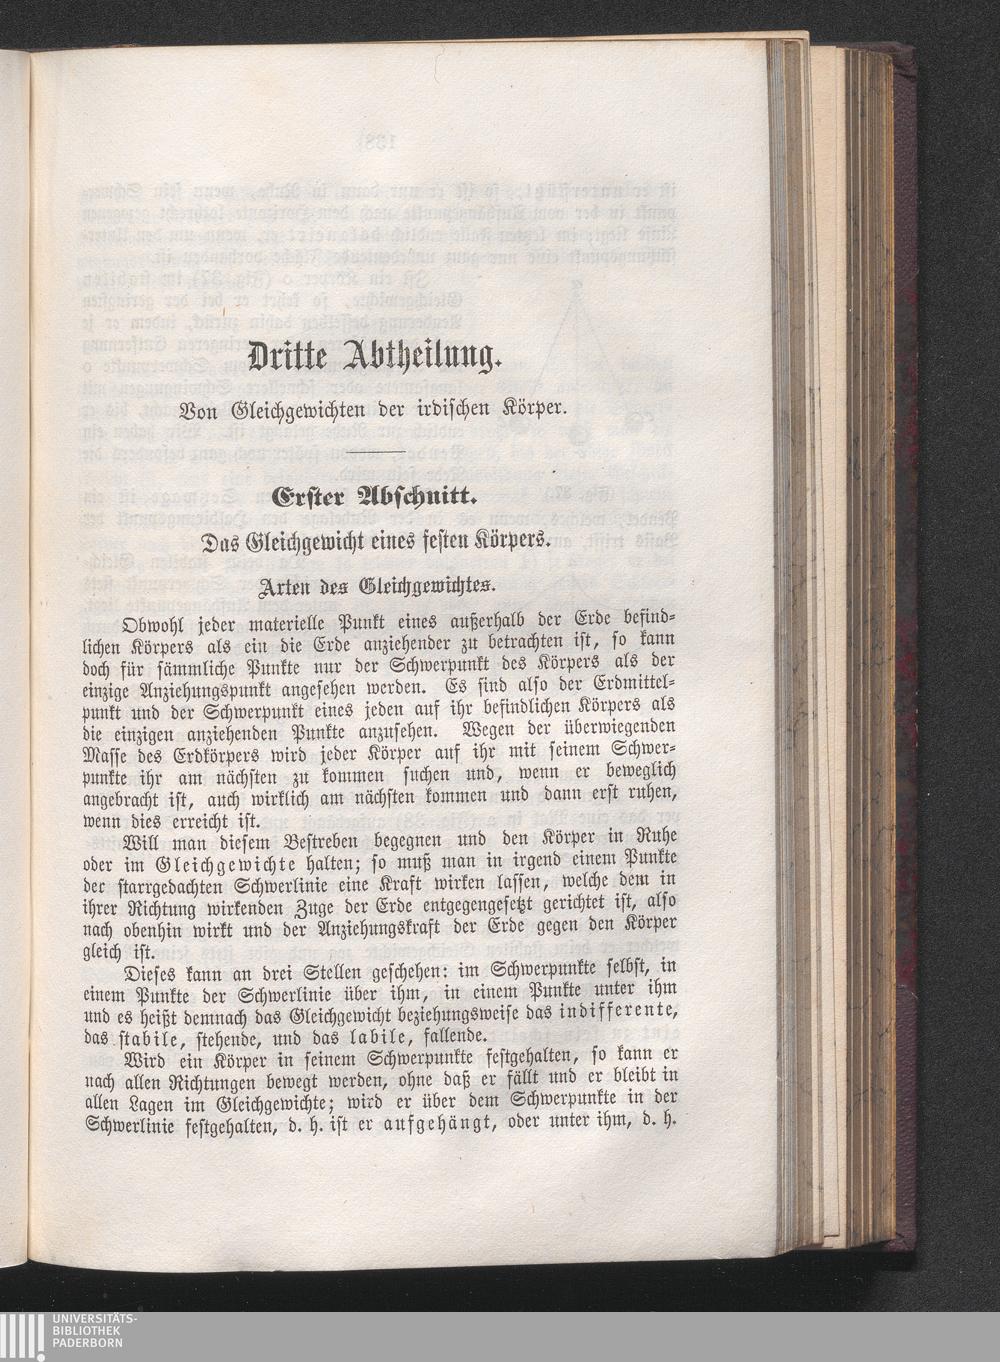 Dritte Abtheilung.
Von Gleichgewichten der irdischen Körper.
Erster Abschnitt.
Das Gleichgewicht eines festen Körpers.
Arten des Gleichgewichtes.
Obwohl jeder materielle Punkt eines außerhalb der Erde befind-
lichen Körpers als ein die Erde anziehender zu betrachten ist, so kann
doch für sämmliche Punkte nur der Schwerpunkt des Körpers als der
einzige Anziehungspunkt angesehen werden. Es sind also der Erdmittel-
punkt und der Schwerpunkt eines jeden auf ihr befindlichen Körpers als
die einzigen anziehenden Punkte anzusehen. Wegen der überwiegenden
Masse des Erdkörpers wird jeder Körper auf ihr mit seinem Schwer-
punkte ihr am nächsten zu kommen suchen und, wenn er beweglich
angebracht ist, auch wirklich am nächsten kommen und dann erst ruhen,
wenn dies erreicht ist.
Will man diesem Bestreben begegnen und den Körper in Ruhe
oder im Gleichgewichte halten; so muß man in irgend einem Punkte
der starrgedachten Schwerlinie eine Kraft wirken lassen, welche dem in
ihrer Richtung wirkenden Zuge der Erde entgegengesetzt gerichtet ist, also
nach obenhin wirkt und der Anziehungskraft der Erde gegen den Körper
gleich ist.
Dieses kann an drei Stellen geschehen: im Schwerpunkte selbst, in
einem Punkte der Schwerlinie über ihm, in einem Punkte unter ihm
und es heißt demnach das Gleichgewicht beziehungsweise das indifferente,
das stabile, stehende, und das labile, fallende.
Wird ein Körper in seinem Schwerpunkte festgehalten, so kann er
nach allen Richtungen bewegt werden, ohne daß er fällt und er bleibt in
allen Lagen im Gleichgewichte; wird er über dem Schwerpunkte in der
Schwerlinie festgehalten, d. h. ist er aufgehängt, oder unter ihm, d. h.
UNIVERSITÄTS-
BIBLIOTHEK
PADERBORN